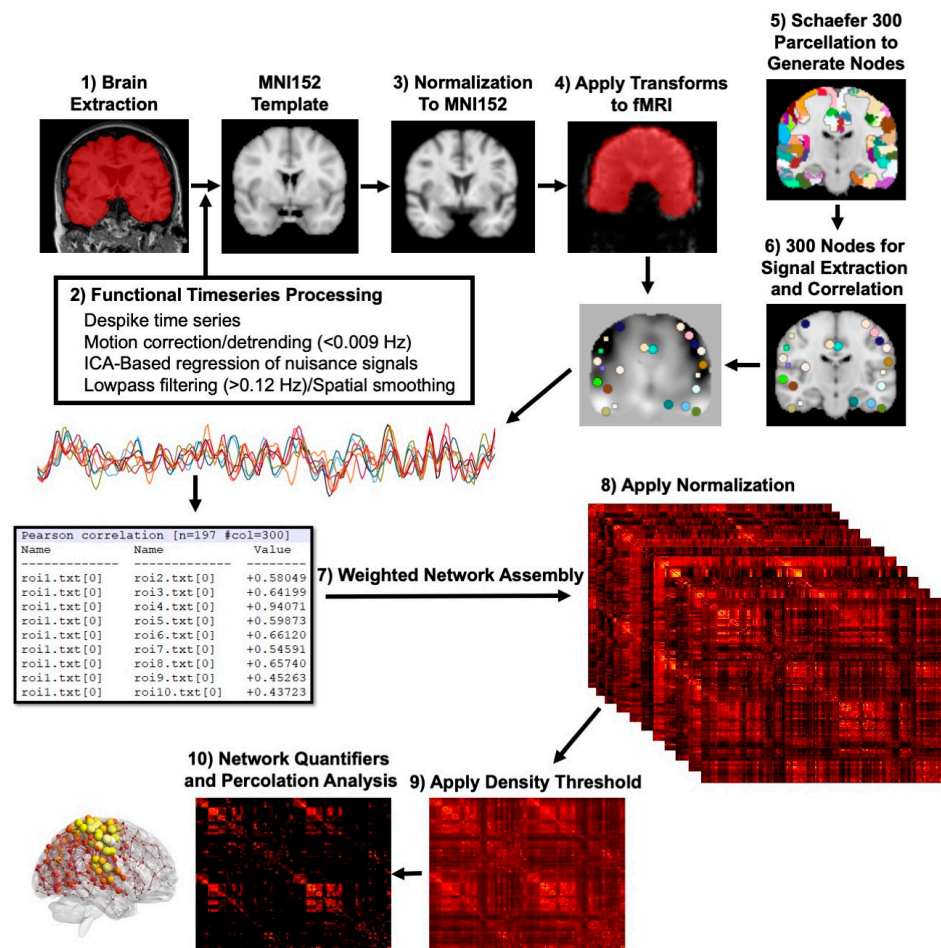 1) Brain
Extraction
MNI152
Template
3) Normalization
To MNI152
4) Apply Transforms
to fMRI
5) Schaefer 300
Parcellation to
Generate Nodes
2) Functional Timeseries Processing
Despike time series
Motion correction/detrending (<0.009 Hz)
ICA-Based regression of nuisance signals
Lowpass filtering (>0.12 Hz)/Spatial smoothing
6) 300 Nodes for
Signal Extraction
and Correlation
Pearson correlation [n=197 #col=300]
Name Name Value
-------------- -------------- --------
roi1.txt[0] roi2.txt[0] +0.58049
roi1.txt[0] roi3.txt[0] +0.64199
roi1.txt[0] roi4.txt[0] +0.94071
roi1.txt[0] roi5.txt[0] +0.59873
roi1.txt[0] roi6.txt[0] +0.66120
roi1.txt[0] roi7.txt[0] +0.54591
roi1.txt[0] roi8.txt[0] +0.65740
roi1.txt[0] roi9.txt[0] +0.45263
roi1.txt[0] roi10.txt[0] +0.43723
7) Weighted Network Assembly
8) Apply Normalization
9) Apply Density Threshold
10) Network Quantifiers
and Percolation Analysis